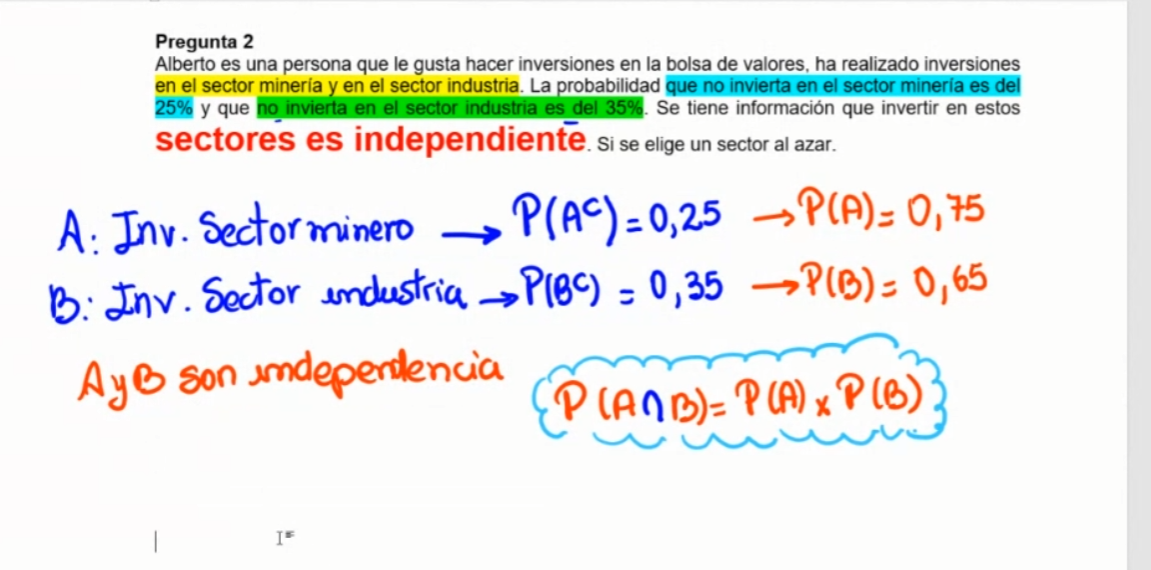 Pregunta 2
Alberto es una persona que le gusta hacer inversiones en la bolsa de valores, ha realizado inversiones
en el sector minería y en el sector industria. La probabilidad que no invierta en el sector minería es del
25% y que no invierta en el sector industria es del 35%. Se tiene información que invertir en estos
sectores es independiente. Si se elige un sector al azar.
A: Inv. Sector minero → P(Aᶜ) = 0,25 → P(A) = 0,75
B: Inv. Sector industria → P(Bᶜ) = 0,35 → P(B) = 0,65
A y B son independencia
P(A∩B) = P(A) x P(B)